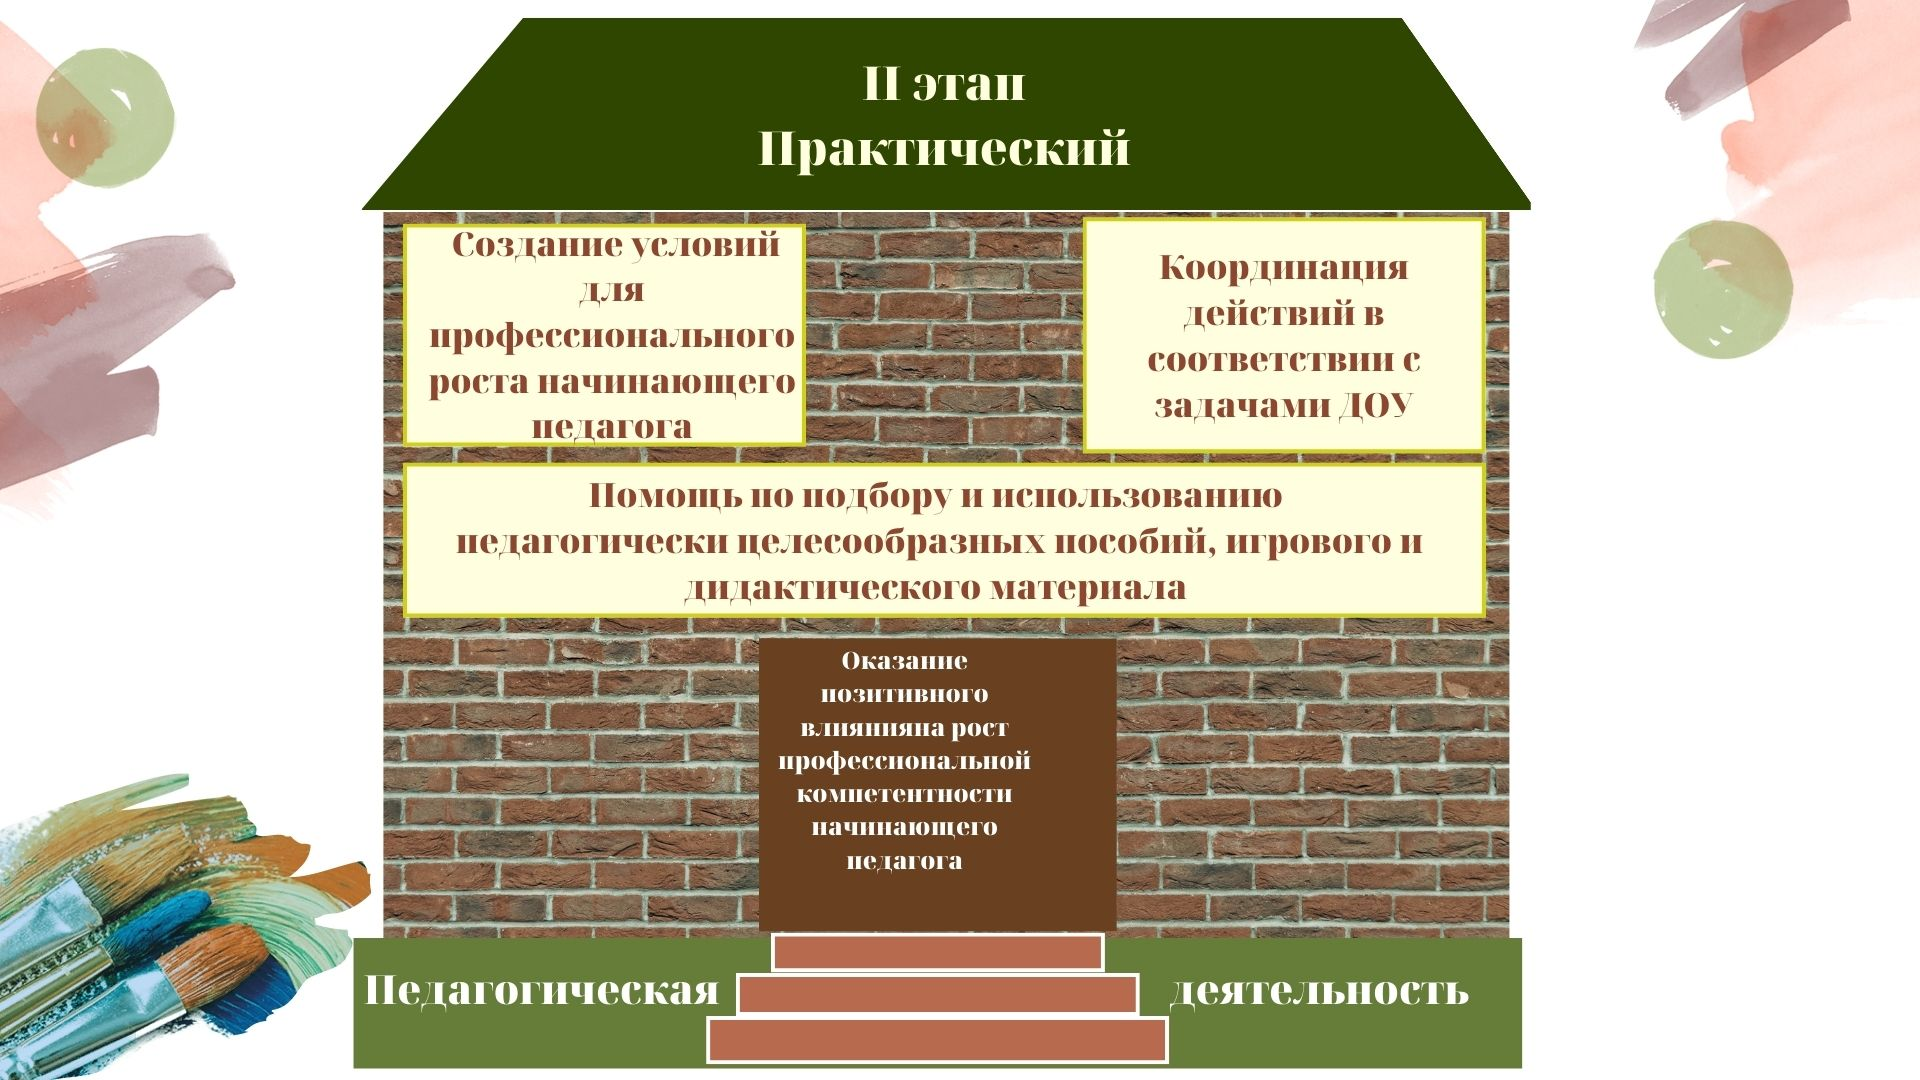 II этап
Практический
Создание условий
для
профессионального
роста начинающего
педагога
Координация
действий в
соответствии с
задачами ДОУ
Помощь по подбору и использованию
педагогически целесообразных пособий, игрового и
дидактического материала
Оказание
позитивного
влиянияна рост
профессиональной
компетентности
начинающего
педагога
Педагогическая деятельность